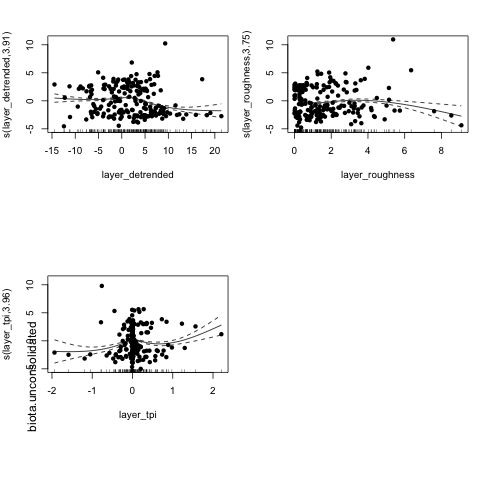 s(layer_detrended,3.91)
10
5
0
-5
-15 -10 -5 0 5 10 15 20
layer_detrended
s(layer_roughness,3.75)
10
5
0
-5
0 2 4 6 8
layer_roughness
s(layer_tpi,3.96)
10
5
0
-5
-2 -1 0 1 2
layer_tpi
biota.unconsolidated